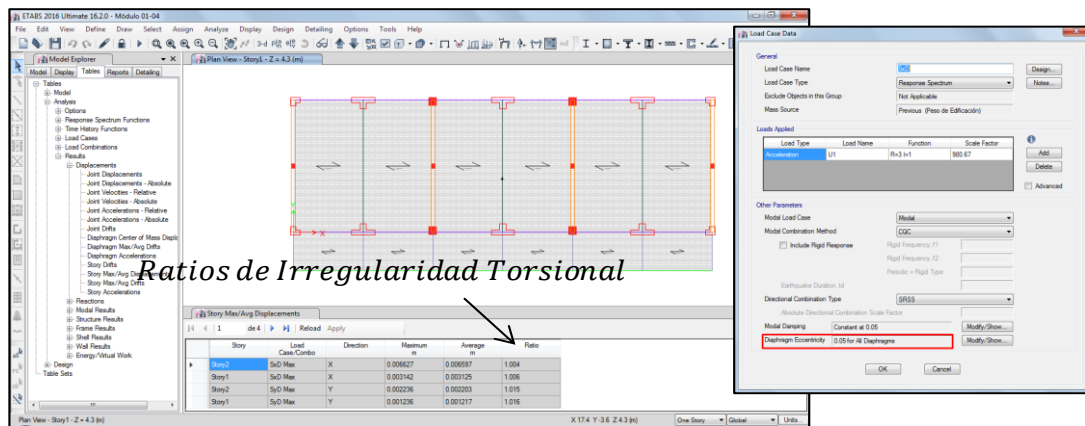 ETABS 2016 Ultimate 16.2.0 - Módulo 01-04
File Edit View Define Draw Select Assign Analyze Display Design Detailing Options Tools Help
Model Explorer
Model Display Tables Reports Detailing
Tables
Model
Analysis
Options
Response Spectrum Functions
Time History Functions
Load Cases
Load Combinations
Results
Displacements
Joint Displacements
Joint Displacements - Absolute
Joint Velocities - Relative
Joint Velocities - Absolute
Joint Accelerations - Relative
Joint Accelerations - Absolute
Joint Drifts
Diaphragm Center of Mass Displa
Diaphragm Max/Avg Drifts
Diaphragm Accelerations
Story Drifts
Story Max/Avg
Story Max/Avg
Story Accelerations
Reactions
Modal Results
Structure Results
Frame Results
Shell Results
Wall Results
Energy/Virtual Work
Design
Table Sets
Plan View - Story1 - Z = 4.3 (m)
X
Ratios de Irregularidad Torsional
Story Max/Avg Displacements
1 de 4 Reload Apply
Story Load Case/Combo Direction Maximum m Average m Ratio
Story2 SxD Max X 0.006627 0.006597 1.004
Story1 SxD Max X 0.003142 0.003125 1.006
Story2 SyD Max Y 0.002236 0.002203 1.015
Story1 SyD Max Y 0.001236 0.001217 1.016
Plan View - Story1 - Z = 4.3 (m) X 17.4 Y -3.6 Z 4.3 (m) One Story Global Units...
Load Case Data
General
Load Case Name SxD Design...
Load Case Type Response Spectrum Notes...
Exclude Objects in this Group Not Applicable
Mass Source Previous (Peso de Edificación)
Loads Applied
Load Type Load Name Function Scale Factor
Acceleration U1 R=3 I=1 980.67
Add
Delete
Advanced
Other Parameters
Modal Load Case Modal
Modal Combination Method CQC
Include Rigid Response Rigid Frequency, f1
Rigid Frequency, f2
Periodic + Rigid Type
Earthquake Duration, td
Directional Combination Type SRSS
Absolute Directional Combination Scale Factor
Modal Damping Constant at 0.05 Modify/Show...
Diaphragm Eccentricity 0.05 for All Diaphragms Modify/Show...
OK Cancel